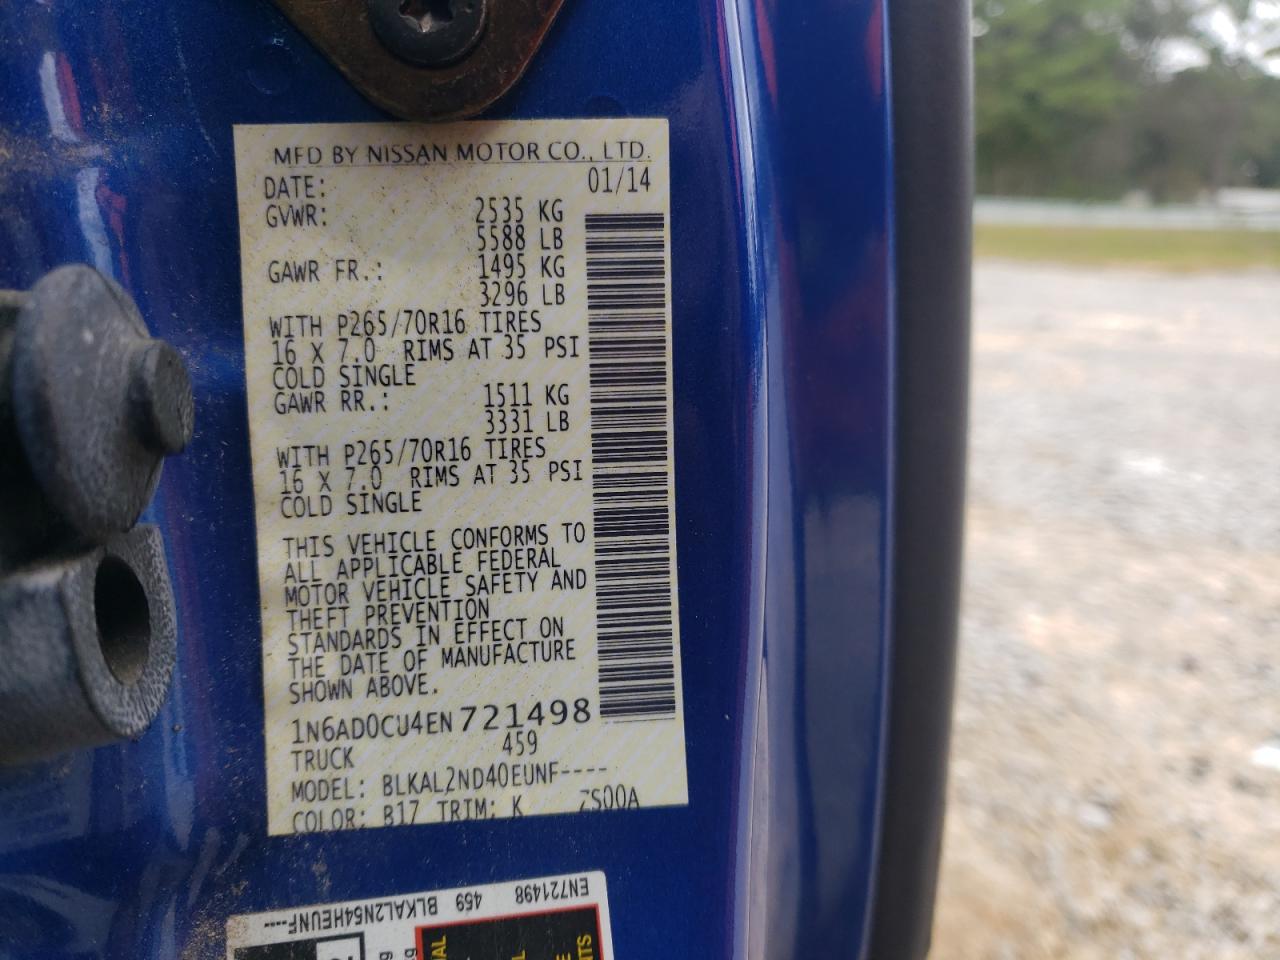 MFD BY NISSAN MOTOR CO., LTD.
DATE: 01/14
GVWR: 2535 KG
5588 LB
GAWR FR.: 1495 KG
3296 LB
WITH P265/70R16 TIRES
16 X 7.0 RIMS AT 35 PSI
COLD SINGLE
GAWR RR.: 1511 KG
3331 LB
WITH P265/70R16 TIRES
16 X 7.0 RIMS AT 35 PSI
COLD SINGLE
THIS VEHICLE CONFORMS TO
ALL APPLICABLE FEDERAL
MOTOR VEHICLE SAFETY AND
THEFT PREVENTION
STANDARDS IN EFFECT ON
THE DATE OF MANUFACTURE
SHOWN ABOVE.
1N6AD0CU4EN721498
TRUCK 459
MODEL: BLKAL2ND40EUNF----
COLOR: B17 TRIM: K ZS00A
EN721498 459 BLKAL2N54HEUNF----